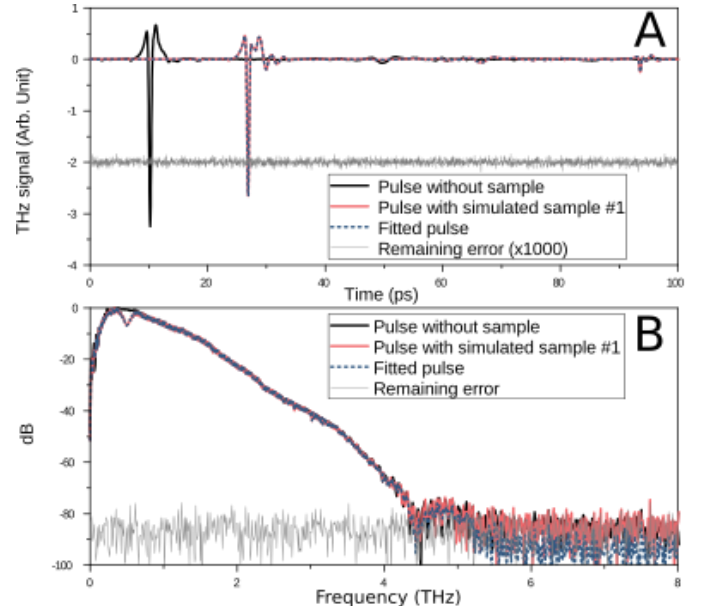 A
1
0
-1
-2
-3
-4
THz signal (Arb. Unit)
Pulse without sample
Pulse with simulated sample #1
Fitted pulse
Remaining error (x1000)
0 20 40 60 80 100
Time (ps)
B
0
-20
-40
-60
-80
-100
dB
Pulse without sample
Pulse with simulated sample #1
Fitted pulse
Remaining error
0 2 4 6 8
Frequency (THz)